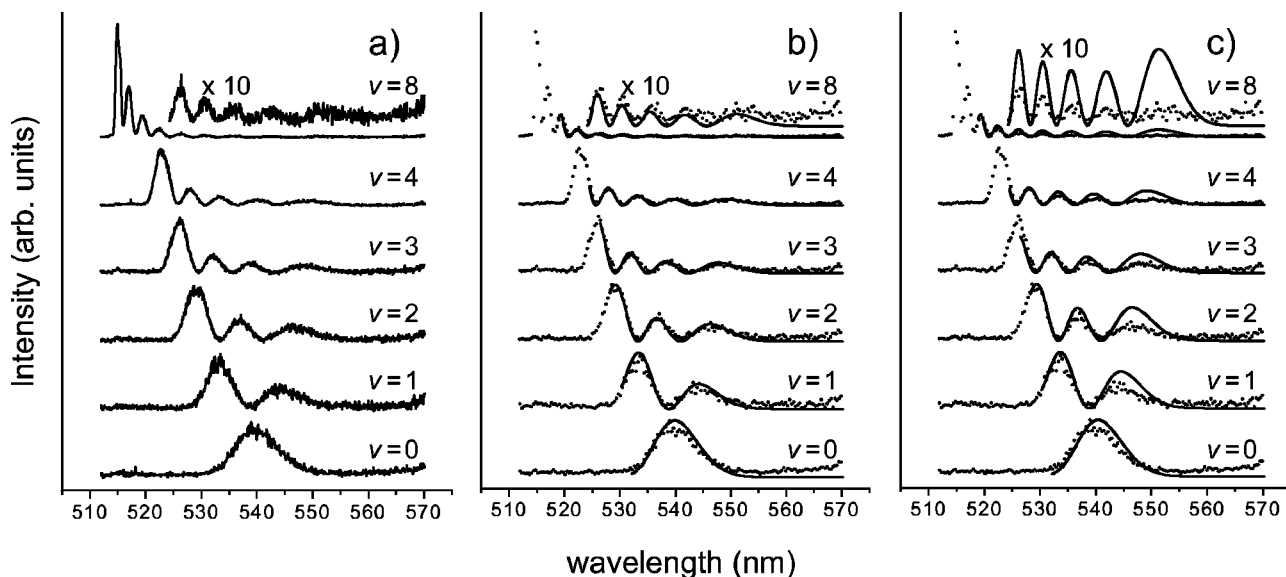 Intensity (arb. units)
a)
x 10
v=8
v=4
v=3
v=2
v=1
v=0
510 520 530 540 550 560 570
b)
x 10
v=8
v=4
v=3
v=2
v=1
v=0
510 520 530 540 550 560 570
c)
x 10
v=8
v=4
v=3
v=2
v=1
v=0
510 520 530 540 550 560 570
wavelength (nm)